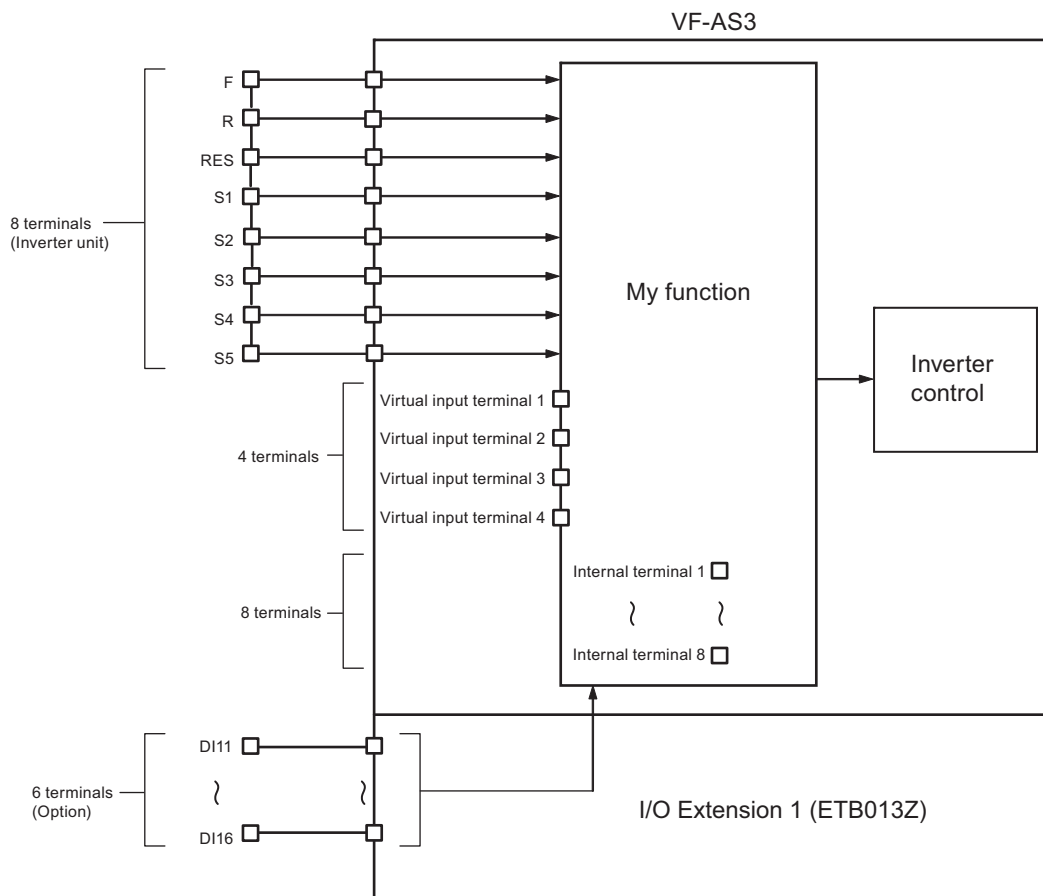 VF-AS3
F
R
RES
S1
S2
S3
S4
S5
8 terminals
(Inverter unit)
My function
Inverter
control
Virtual input terminal 1
Virtual input terminal 2
Virtual input terminal 3
Virtual input terminal 4
4 terminals
Internal terminal 1
Internal terminal 8
8 terminals
DI11
DI16
6 terminals
(Option)
I/O Extension 1 (ETB013Z)